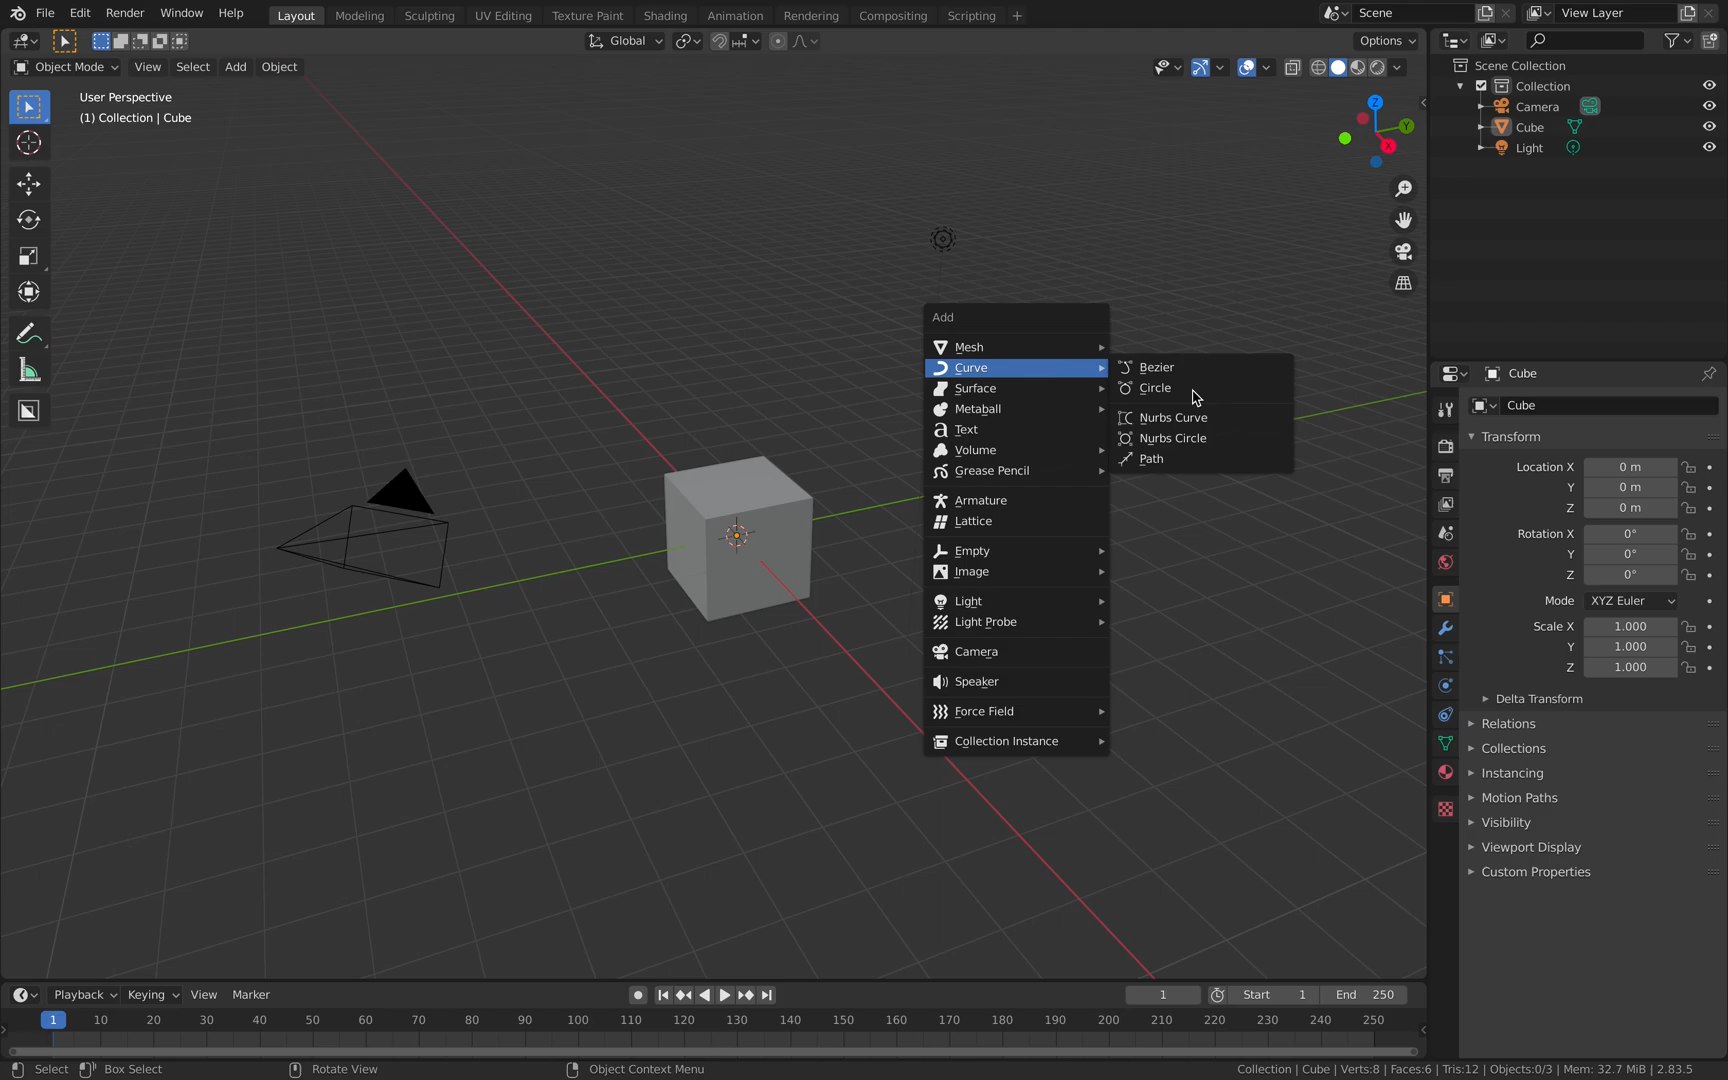 File Edit Render Window Help Layout Modeling Sculpting UV Editing Texture Paint Shading Animation Rendering Compositing Scripting + Scene View Layer
Global Options
Object Mode View Select Add Object
User Perspective
(1) Collection | Cube
Z
Y
X
Add
Mesh
Curve
Surface
Metaball
Text
Volume
Grease Pencil
Armature
Lattice
Empty
Image
Light
Light Probe
Camera
Speaker
Force Field
Collection Instance
Bezier
Circle
Nurbs Curve
Nurbs Circle
Path
Scene Collection
Collection
Camera
Cube
Light
Cube
Cube
Transform
Location X 0 m
Y 0 m
Z 0 m
Rotation X 0°
Y 0°
Z 0°
Mode XYZ Euler
Scale X 1.000
Y 1.000
Z 1.000
Delta Transform
Relations
Collections
Instancing
Motion Paths
Visibility
Viewport Display
Custom Properties
Playback Keying View Marker 1 Start 1 End 250
1 10 20 30 40 50 60 70 80 90 100 110 120 130 140 150 160 170 180 190 200 210 220 230 240 250
Select Box Select Rotate View Object Context Menu Collection | Cube | Verts:8 | Faces:6 | Tris:12 | Objects:0/3 | Mem: 32.7 MiB | 2.83.5